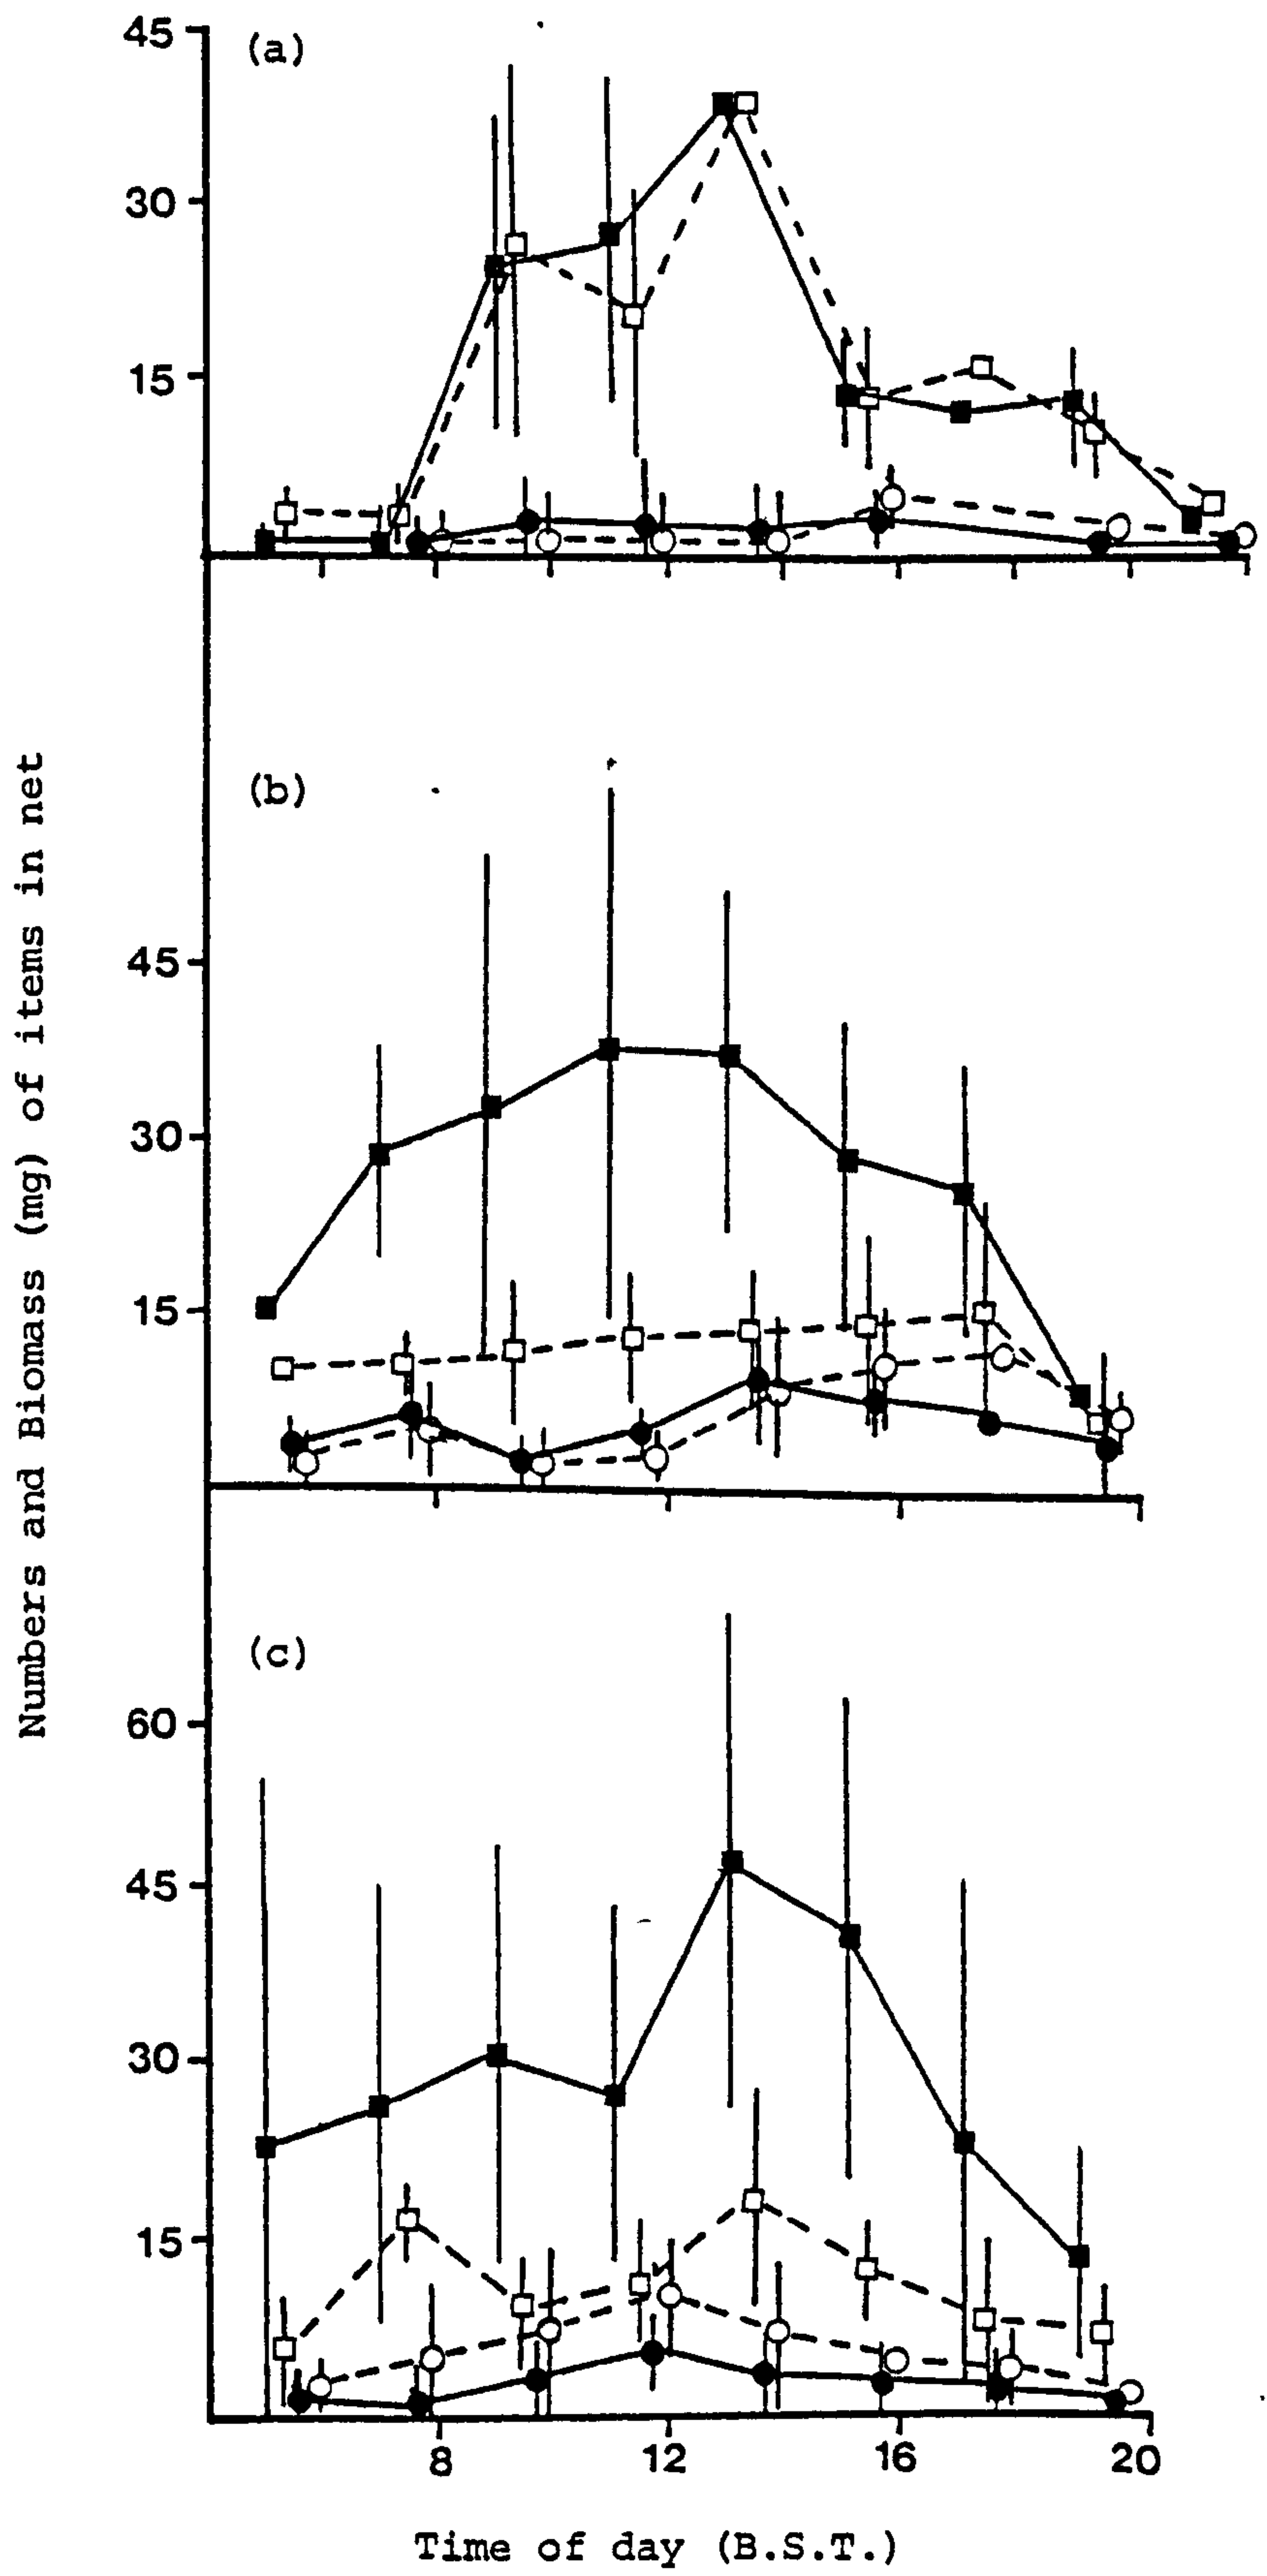 Numbers and Biomass (mg) of items in net
(a)
45
30
15
(b)
45
30
15
(c)
60
45
30
15
8 12 16 20
Time of day (B.S.T.)